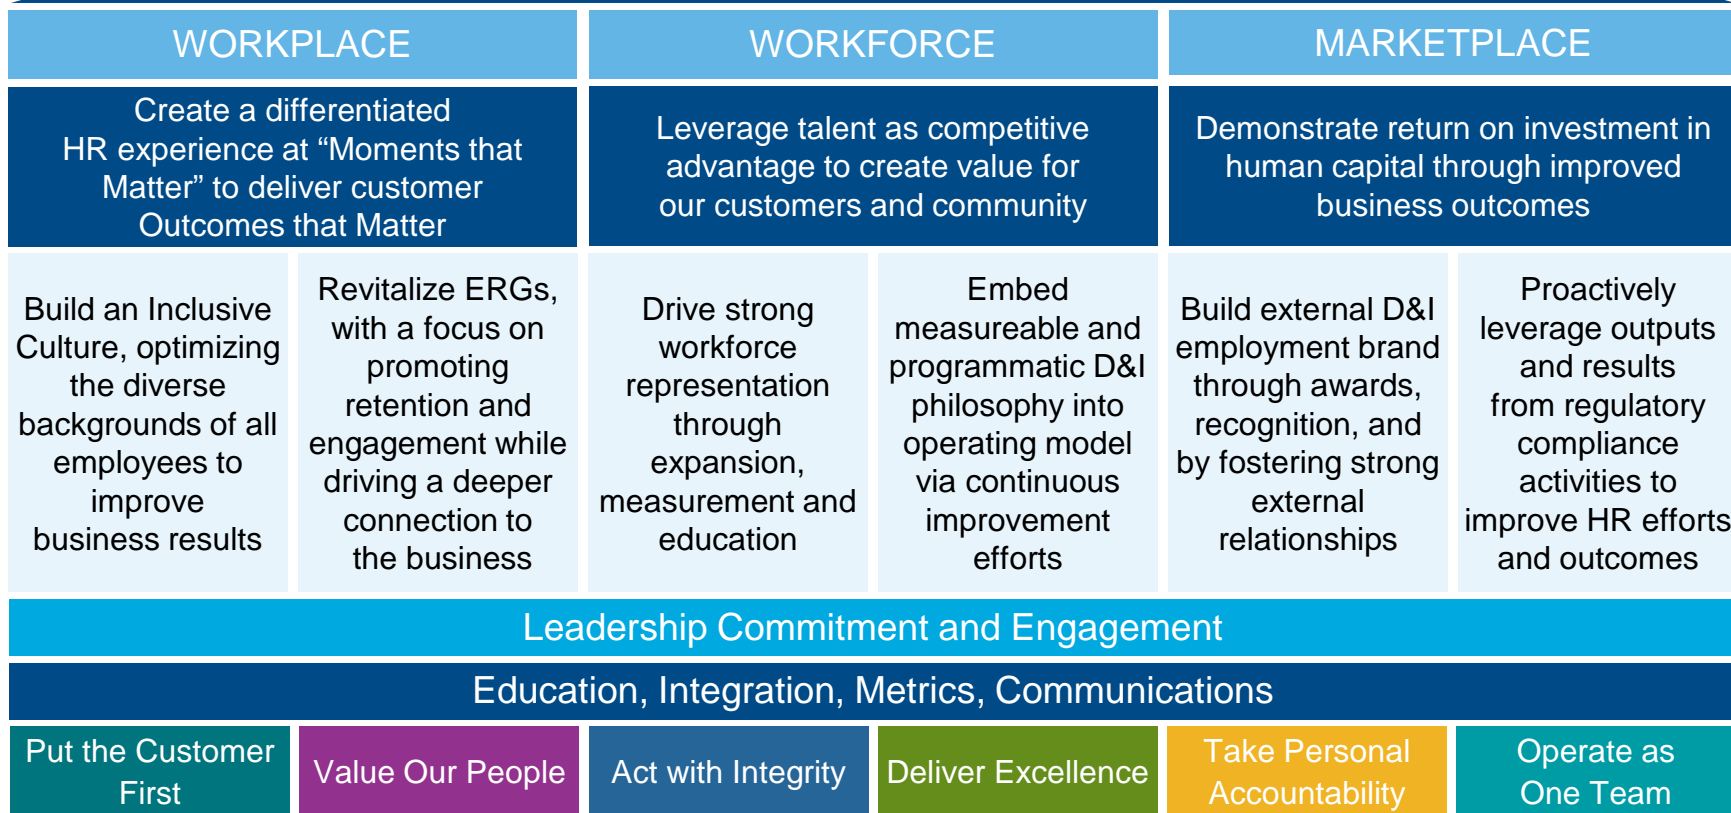 WORKPLACE
WORKFORCE
MARKETPLACE
Create a differentiated
HR experience at “Moments that
Matter” to deliver customer
Outcomes that Matter
Leverage talent as competitive
advantage to create value for
our customers and community
Demonstrate return on investment in
human capital through improved
business outcomes
Build an Inclusive
Culture, optimizing
the diverse
backgrounds of all
employees to
improve
business results
Revitalize ERGs,
with a focus on
promoting
retention and
engagement while
driving a deeper
connection to
the business
Drive strong
workforce
representation
through
expansion,
measurement and
education
Embed
measureable and
programmatic D&I
philosophy into
operating model
via continuous
improvement
efforts
Build external D&I
employment brand
through awards,
recognition, and
by fostering strong
external
relationships
Proactively
leverage outputs
and results
from regulatory
compliance
activities to
improve HR efforts
and outcomes
Leadership Commitment and Engagement
Education, Integration, Metrics, Communications
Put the Customer
First
Value Our People
Act with Integrity
Deliver Excellence
Take Personal
Accountability
Operate as
One Team